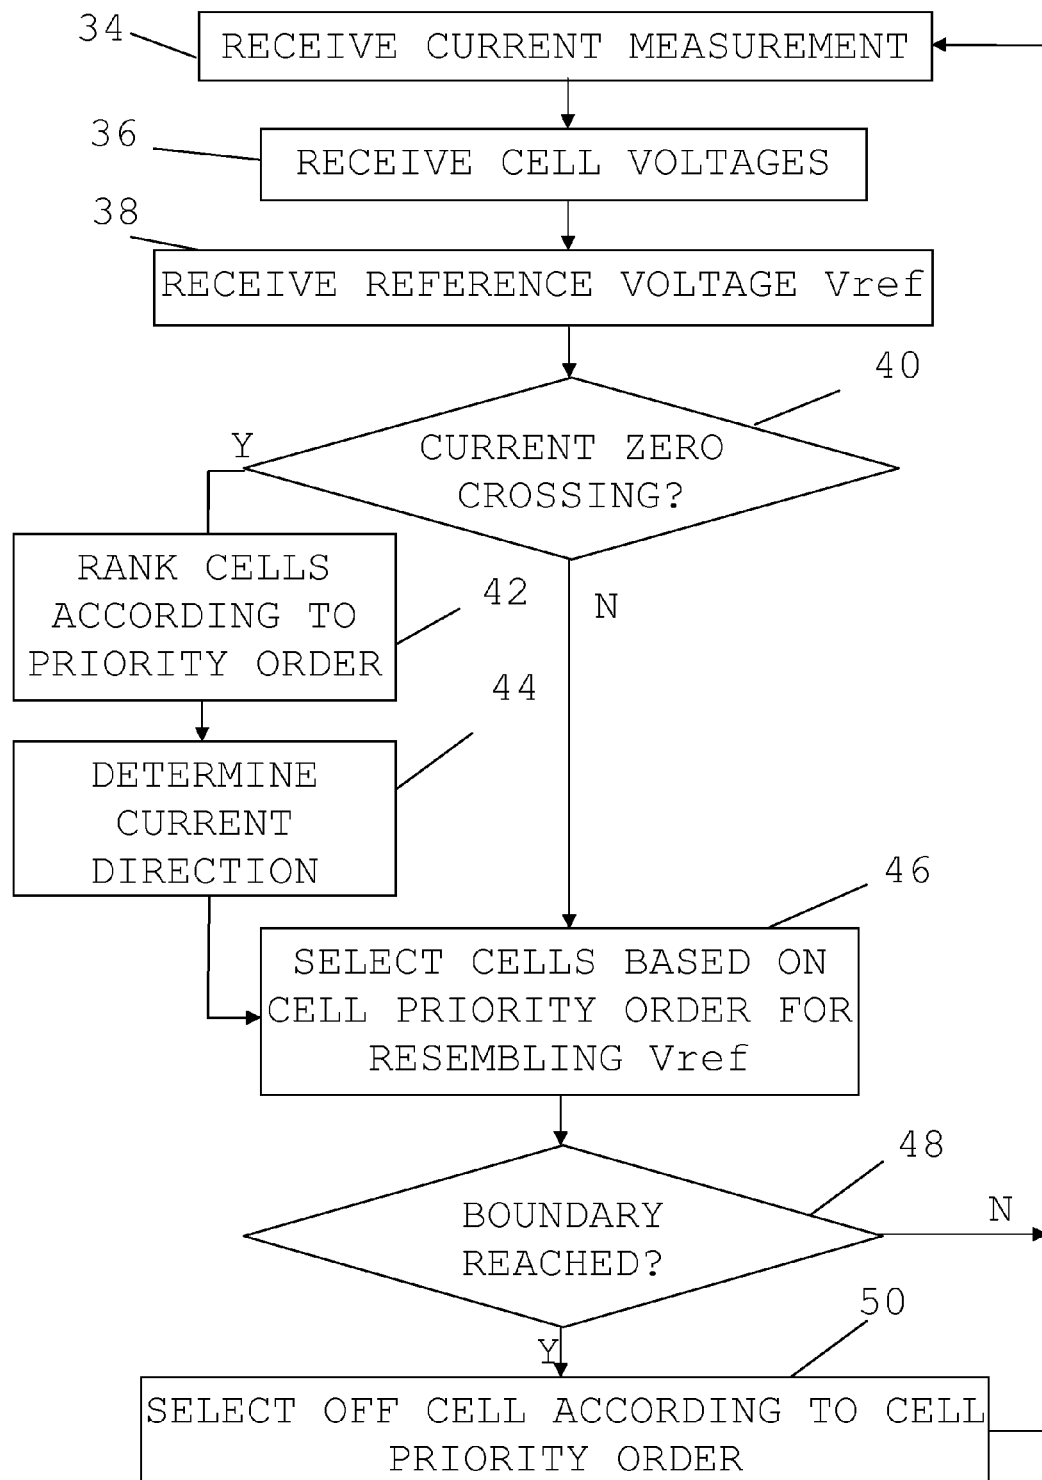 34
RECEIVE CURRENT MEASUREMENT
36
RECEIVE CELL VOLTAGES
38
RECEIVE REFERENCE VOLTAGE Vref
40
CURRENT ZERO
CROSSING?
Y
N
RANK CELLS
ACCORDING TO
PRIORITY ORDER
42
44
DETERMINE
CURRENT
DIRECTION
46
SELECT CELLS BASED ON
CELL PRIORITY ORDER FOR
RESEMBLING Vref
48
BOUNDARY
REACHED?
N
Y
50
SELECT OFF CELL ACCORDING TO CELL
PRIORITY ORDER